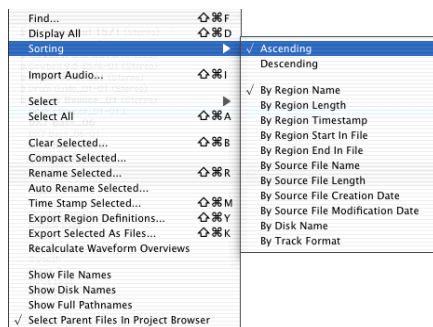 Find... ⇧⌘F
Display All ⇧⌘D
Sorting ▶
Import Audio... ⇧⌘I
Select ▶
Select All ⇧⌘A
Clear Selected... ⇧⌘B
Compact Selected...
Rename Selected... ⇧⌘R
Auto Rename Selected...
Time Stamp Selected... ⇧⌘M
Export Region Definitions... ⇧⌘Y
Export Selected As Files... ⇧⌘K
Recalculate Waveform Overviews
Show File Names
Show Disk Names
Show Full Pathnames
√ Select Parent Files In Project Browser
√ Ascending
Descending
√ By Region Name
By Region Length
By Region Timestamp
By Region Start In File
By Region End In File
By Source File Name
By Source File Length
By Source File Creation Date
By Source File Modification Date
By Disk Name
By Track Format